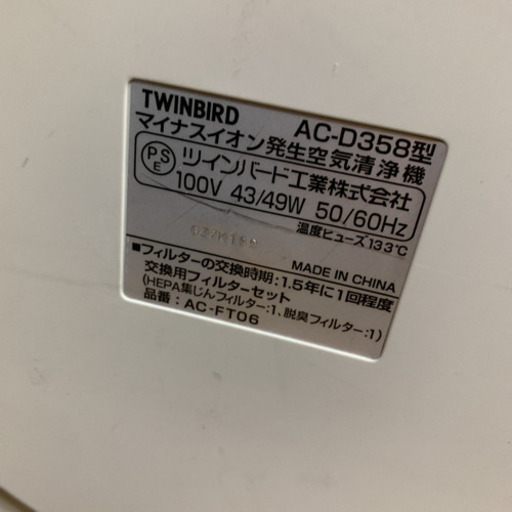 TWINBIRD AC-D358型
マイナスイオン発生空気清浄機
PS
E
ツインバード工業株式会社
100V 43/49W 50/60Hz
温度ヒューズ 133℃
MADE IN CHINA
■フィルターの交換時期:1.5年に1回程度
交換用フィルターセット
(HEPA集じんフィルター:1、脱臭フィルター:1)
品番:AC-FT06